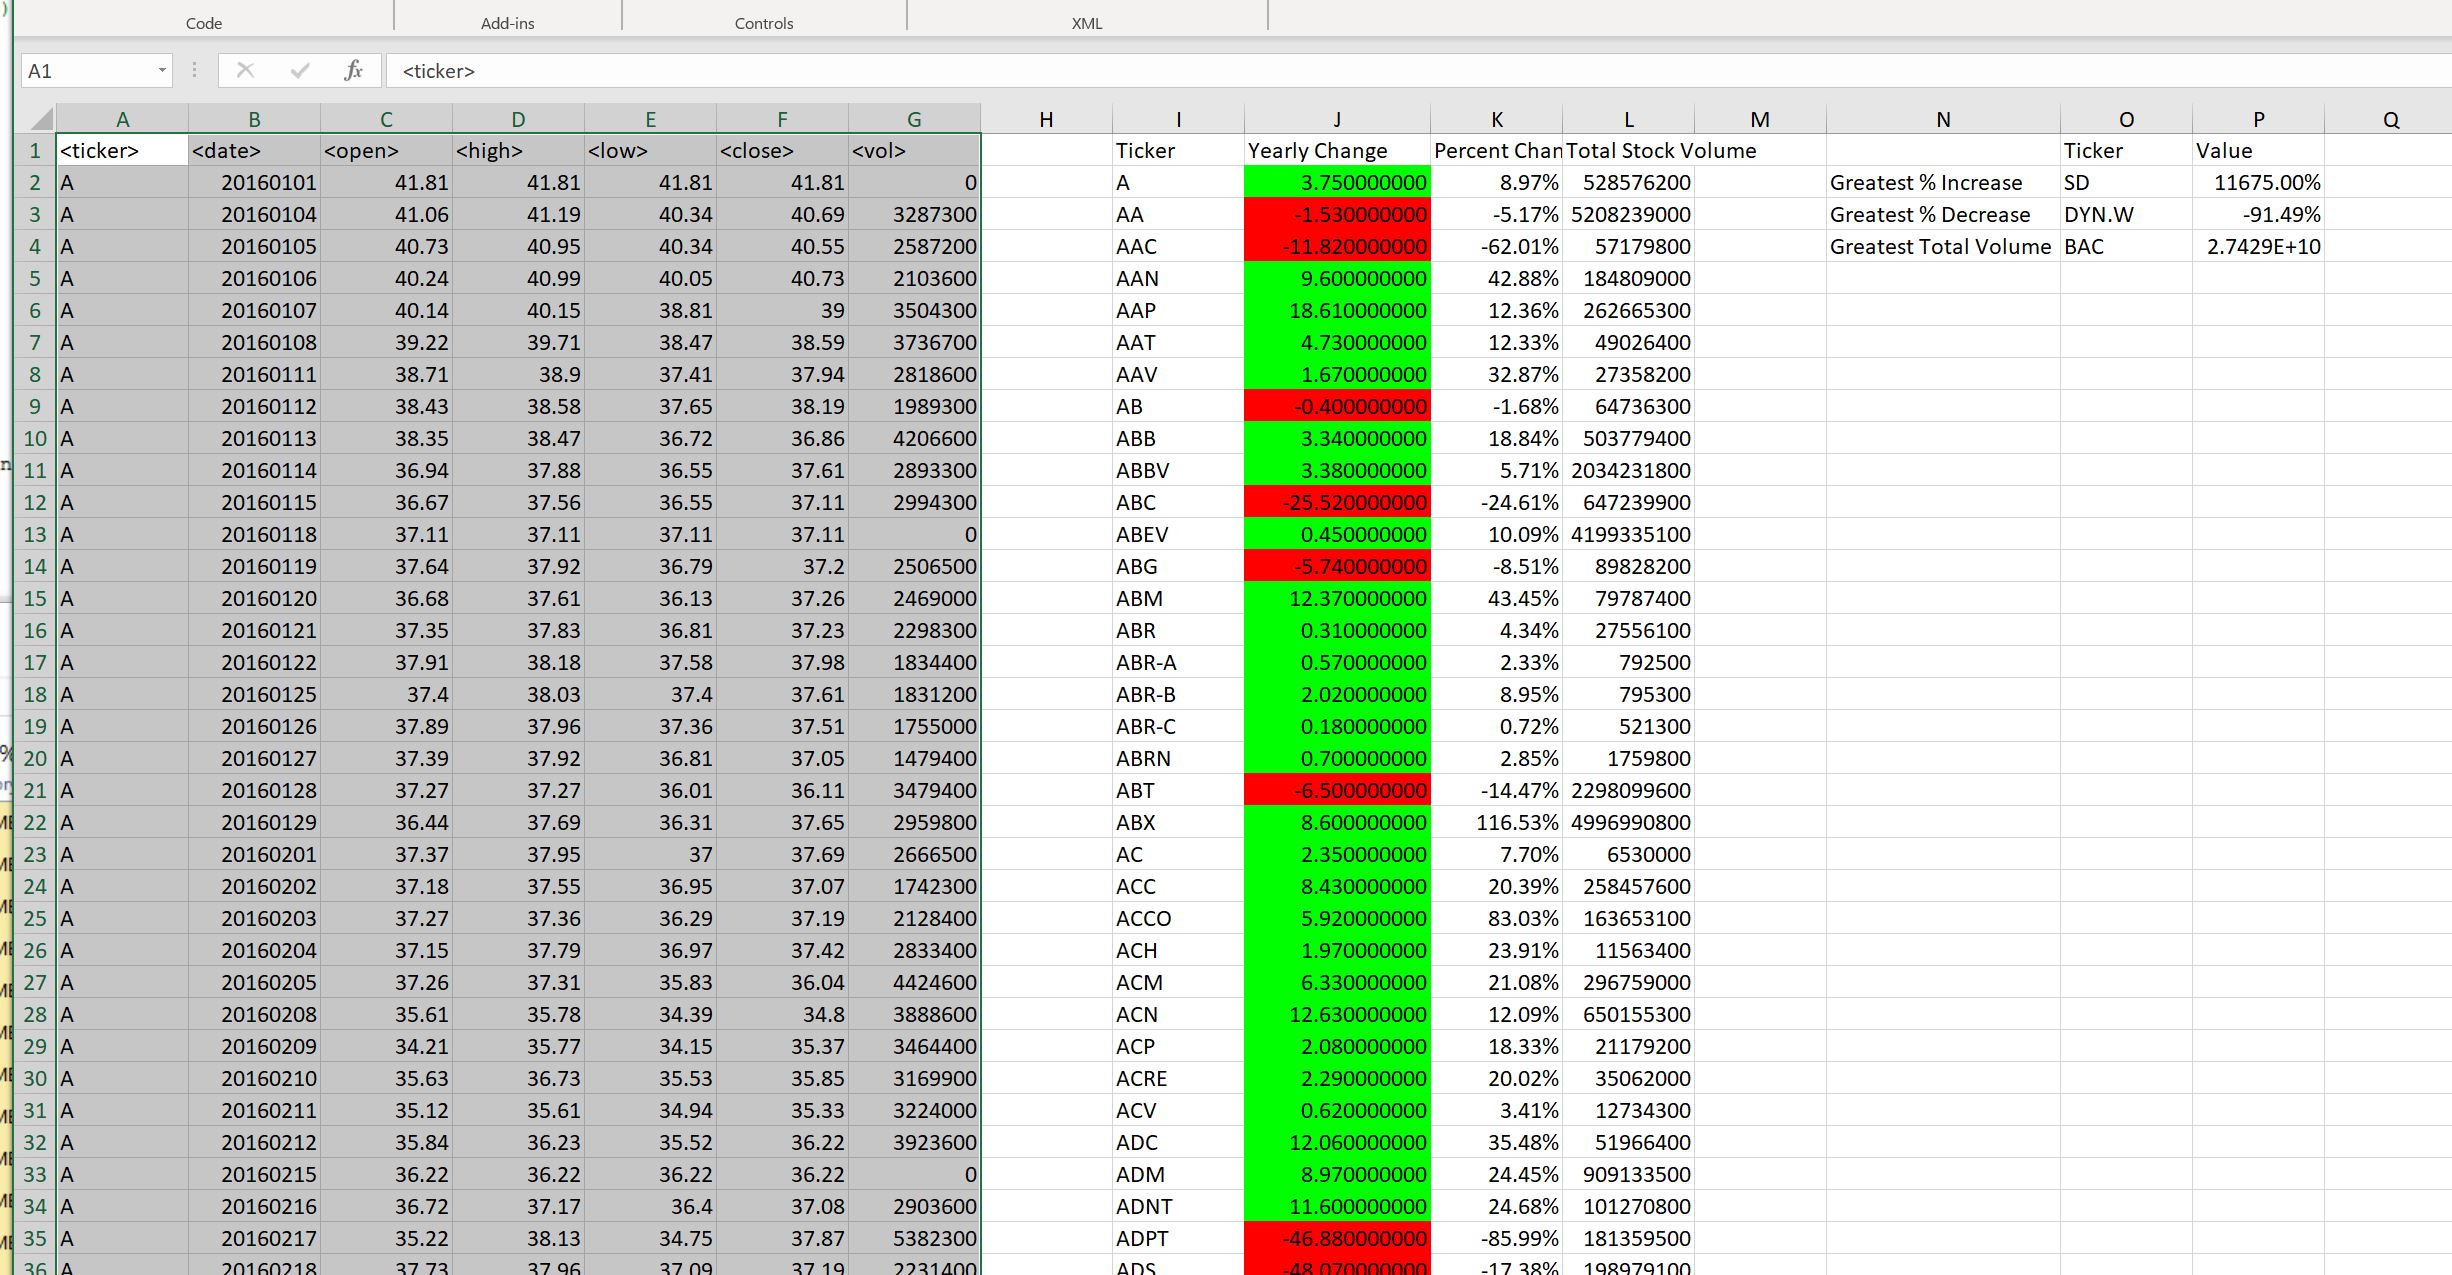 Code Add-ins Controls XML
A1 fx <ticker>
A B C D E F G H I J K L M N O P Q
1 <ticker> <date> <open> <high> <low> <close> <vol> Ticker Yearly Change Percent Chan Total Stock Volume Ticker Value
2 A 20160101 41.81 41.81 41.81 41.81 0 A 3.750000000 8.97% 528576200 Greatest % Increase SD 11675.00%
3 A 20160104 41.06 41.19 40.34 40.69 3287300 AA -1.530000000 -5.17% 5208239000 Greatest % Decrease DYN.W -91.49%
4 A 20160105 40.73 40.95 40.34 40.55 2587200 AAC -11.820000000 -62.01% 57179800 Greatest Total Volume BAC 2.7429E+10
5 A 20160106 40.24 40.99 40.05 40.73 2103600 AAN 9.600000000 42.88% 184809000
6 A 20160107 40.14 40.15 38.81 39 3504300 AAP 18.610000000 12.36% 262665300
7 A 20160108 39.22 39.71 38.47 38.59 3736700 AAT 4.730000000 12.33% 49026400
8 A 20160111 38.71 38.9 37.41 37.94 2818600 AAV 1.670000000 32.87% 27358200
9 A 20160112 38.43 38.58 37.65 38.19 1989300 AB -0.400000000 -1.68% 64736300
10 A 20160113 38.35 38.47 36.72 36.86 4206600 ABB 3.340000000 18.84% 503779400
11 A 20160114 36.94 37.88 36.55 37.61 2893300 ABBV 3.380000000 5.71% 2034231800
12 A 20160115 36.67 37.56 36.55 37.11 2994300 ABC -25.520000000 -24.61% 647239900
13 A 20160118 37.11 37.11 37.11 37.11 0 ABEV 0.450000000 10.09% 4199335100
14 A 20160119 37.64 37.92 36.79 37.2 2506500 ABG -5.740000000 -8.51% 89828200
15 A 20160120 36.68 37.61 36.13 37.26 2469000 ABM 12.370000000 43.45% 79787400
16 A 20160121 37.35 37.83 36.81 37.23 2298300 ABR 0.310000000 4.34% 27556100
17 A 20160122 37.91 38.18 37.58 37.98 1834400 ABR-A 0.570000000 2.33% 792500
18 A 20160125 37.4 38.03 37.4 37.61 1831200 ABR-B 2.020000000 8.95% 795300
19 A 20160126 37.89 37.96 37.36 37.51 1755000 ABR-C 0.180000000 0.72% 521300
20 A 20160127 37.39 37.92 36.81 37.05 1479400 ABRN 0.700000000 2.85% 1759800
21 A 20160128 37.27 37.27 36.01 36.11 3479400 ABT -6.500000000 -14.47% 2298099600
22 A 20160129 36.44 37.69 36.31 37.65 2959800 ABX 8.600000000 116.53% 4996990800
23 A 20160201 37.37 37.95 37 37.69 2666500 AC 2.350000000 7.70% 6530000
24 A 20160202 37.18 37.55 36.95 37.07 1742300 ACC 8.430000000 20.39% 258457600
25 A 20160203 37.27 37.36 36.29 37.19 2128400 ACCO 5.920000000 83.03% 163653100
26 A 20160204 37.15 37.79 36.97 37.42 2833400 ACH 1.970000000 23.91% 11563400
27 A 20160205 37.26 37.31 35.83 36.04 4424600 ACM 6.330000000 21.08% 296759000
28 A 20160208 35.61 35.78 34.39 34.8 3888600 ACN 12.630000000 12.09% 650155300
29 A 20160209 34.21 35.77 34.15 35.37 3464400 ACP 2.080000000 18.33% 21179200
30 A 20160210 35.63 36.73 35.53 35.85 3169900 ACRE 2.290000000 20.02% 35062000
31 A 20160211 35.12 35.61 34.94 35.33 3224000 ACV 0.620000000 3.41% 12734300
32 A 20160212 35.84 36.23 35.52 36.22 3923600 ADC 12.060000000 35.48% 51966400
33 A 20160215 36.22 36.22 36.22 36.22 0 ADM 8.970000000 24.45% 909133500
34 A 20160216 36.72 37.17 36.4 37.08 2903600 ADNT 11.600000000 24.68% 101270800
35 A 20160217 35.22 38.13 34.75 37.87 5382300 ADPT -46.880000000 -85.99% 181359500
36 A 20160218 37.73 37.96 37.09 37.19 2231400 ADS -48.070000000 -17.38% 198979100